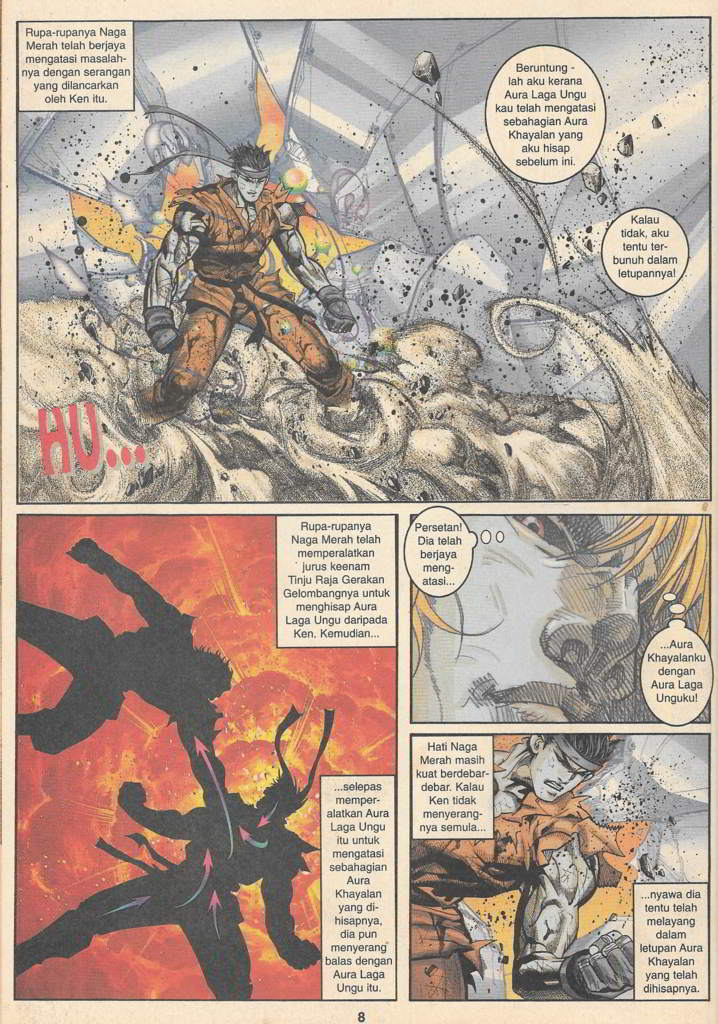 Rupa-rupanya Naga
Merah telah berjaya
mengatasi masalah-
nya dengan serangan
yang dilancarkan
oleh Ken itu.
Beruntung -
lah aku kerana
Aura Laga Ungu
kau telah mengatasi
sebahagian Aura
Khayalan yang
aku hisap
sebelum ini.
Kalau
tidak, aku
tentu ter-
bunuh dalam
letupannya!
HU...
Rupa-rupanya
Naga Merah telah
memperalatkan
jurus keenam
Tinju Raja Gerakan
Gelombangnya untuk
menghisap Aura
Laga Ungu daripada
Ken. Kemudian...
...selepas
memper-
alatkan Aura
Laga Ungu
itu untuk
mengatasi
sebahagian
Aura
Khayalan
yang di-
hisapnya,
dia pun
menyerang
balas dengan
Aura Laga
Ungu itu.
Persetan!
Dia telah
berjaya
meng-
atasi...
...Aura
Khayalanku
dengan
Aura Laga
Unguku!
Hati Naga
Merah masih
kuat berdebar-
debar. Kalau
Ken tidak
menyerang-
nya semula...
...nyawa dia
tentu telah
melayang
dalam
letupan Aura
Khayalan
yang telah
dihisapnya.
8